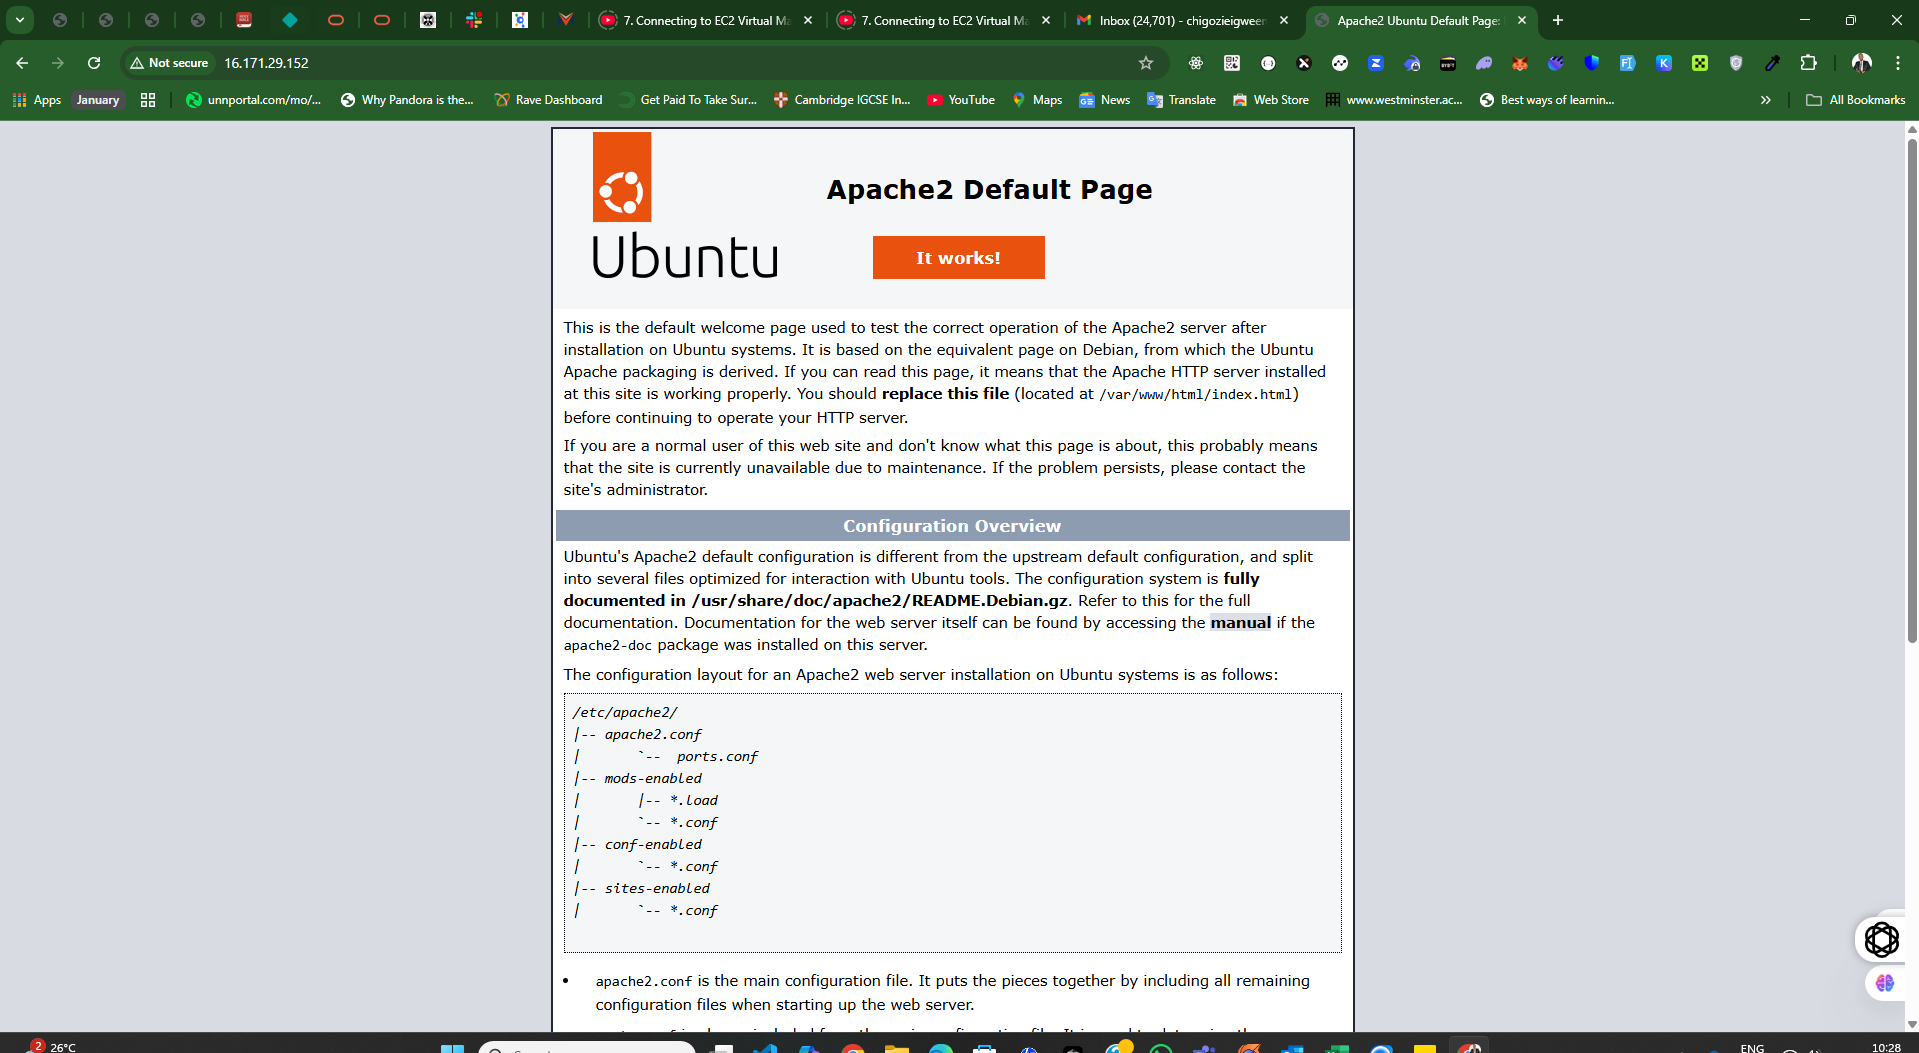 7. Connecting to EC2 Virtual Ma
7. Connecting to EC2 Virtual Ma
Inbox (24,701) - chigozieigween
Apache2 Ubuntu Default Page:
Not secure
16.171.29.152
Apps
January
unnportal.com/mo/...
Why Pandora is the...
Rave Dashboard
Get Paid To Take Sur...
Cambridge IGCSE In...
YouTube
Maps
News
Translate
Web Store
www.westminster.ac...
Best ways of learnin...
All Bookmarks
Apache2 Default Page
Ubuntu
It works!
This is the default welcome page used to test the correct operation of the Apache2 server after
installation on Ubuntu systems. It is based on the equivalent page on Debian, from which the Ubuntu
Apache packaging is derived. If you can read this page, it means that the Apache HTTP server installed
at this site is working properly. You should replace this file (located at /var/www/html/index.html)
before continuing to operate your HTTP server.
If you are a normal user of this web site and don't know what this page is about, this probably means
that the site is currently unavailable due to maintenance. If the problem persists, please contact the
site's administrator.
Configuration Overview
Ubuntu's Apache2 default configuration is different from the upstream default configuration, and split
into several files optimized for interaction with Ubuntu tools. The configuration system is fully
documented in /usr/share/doc/apache2/README.Debian.gz. Refer to this for the full
documentation. Documentation for the web server itself can be found by accessing the manual if the
apache2-doc package was installed on this server.
The configuration layout for an Apache2 web server installation on Ubuntu systems is as follows:
/etc/apache2/
|-- apache2.conf
|       `--  ports.conf
|-- mods-enabled
|       |-- *.load
|       `-- *.conf
|-- conf-enabled
|       `-- *.conf
|-- sites-enabled
|       `-- *.conf
• apache2.conf is the main configuration file. It puts the pieces together by including all remaining
configuration files when starting up the web server.
2
26°C
ENG
10:28